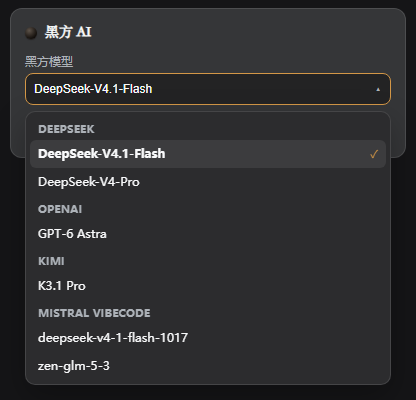 黑方 AI
黑方模型
DeepSeek-V4.1-Flash
DEEPSEEK
DeepSeek-V4.1-Flash
DeepSeek-V4-Pro
OPENAI
GPT-6 Astra
KIMI
K3.1 Pro
MISTRAL VIBECODE
deepseek-v4-1-flash-1017
zen-glm-5-3